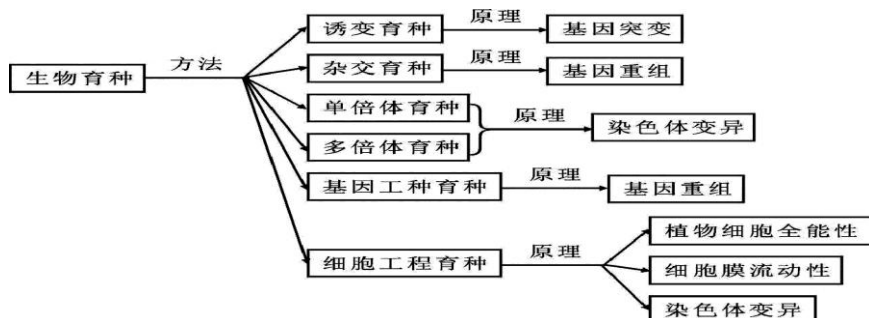 生物育种
方法
诱变育种
原理
基因突变
杂交育种
原理
基因重组
单倍体育种
多倍体育种
原理
染色体变异
基因工种育种
原理
基因重组
细胞工程育种
原理
植物细胞全能性
细胞膜流动性
染色体变异